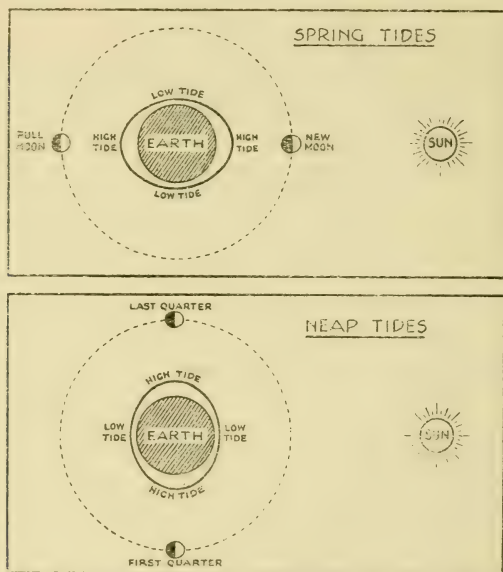 SPRING TIDES
LOW TIDE
FULL
MOON
HIGH
TIDE
EARTH
HIGH
TIDE
NEW
MOON
SUN
LOW TIDE
LAST QUARTER
NEAP TIDES
HIGH TIDE
LOW
TIDE
EARTH
LOW
TIDE
SUN
HIGH TIDE
FIRST QUARTER